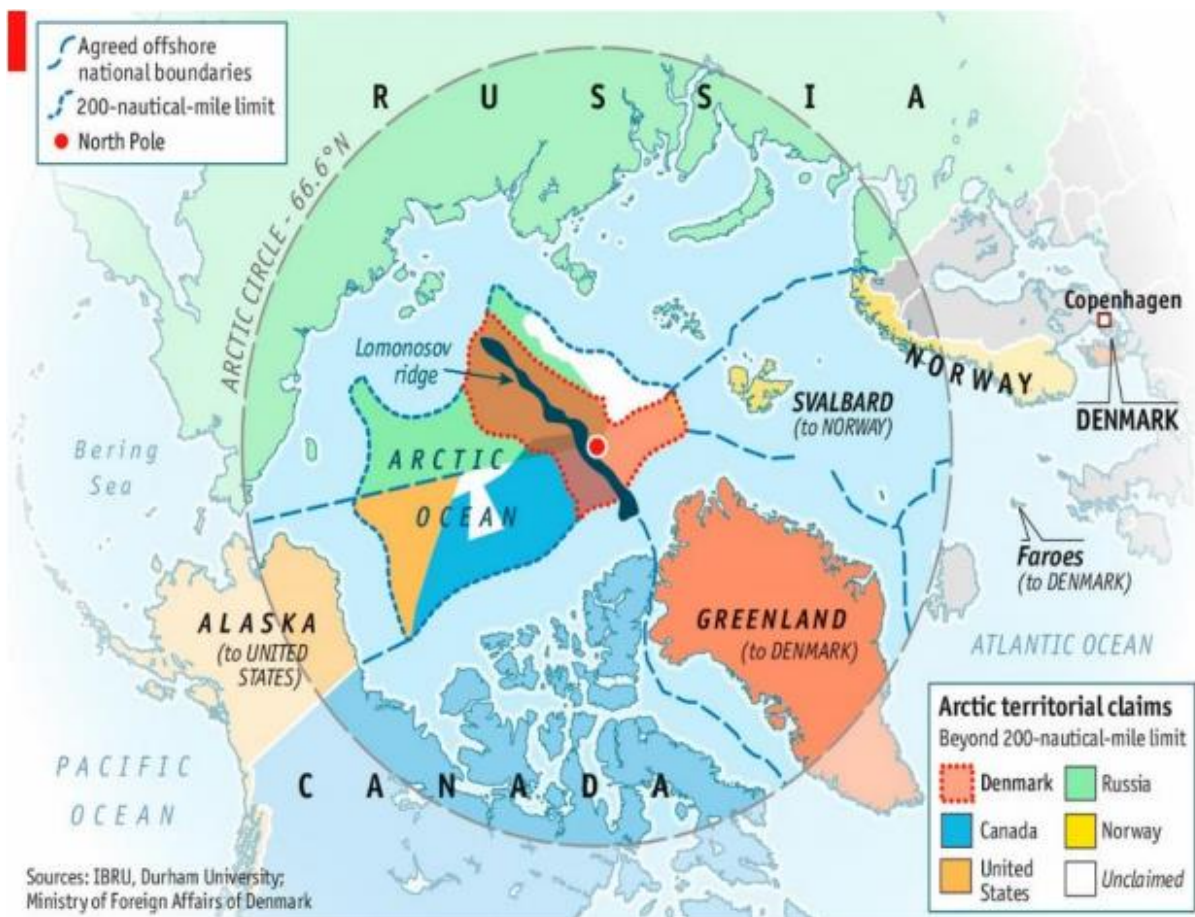 Agreed offshore
national boundaries
200-nautical-mile limit
North Pole
RUSSIA
ARCTIC CIRCLE - 66.6°N
Copenhagen
Lomonosov
ridge
NORWAY
SVALBARD
(to NORWAY)
DENMARK
Bering
Sea
ARCTIC
OCEAN
Faroes
(to DENMARK)
ALASKA
(to UNITED
STATES)
GREENLAND
(to DENMARK)
ATLANTIC OCEAN
PACIFIC
OCEAN
CANADA
Arctic territorial claims
Beyond 200-nautical-mile limit
Denmark
Russia
Canada
Norway
United
States
Unclaimed
Sources: IBRU, Durham University;
Ministry of Foreign Affairs of Denmark